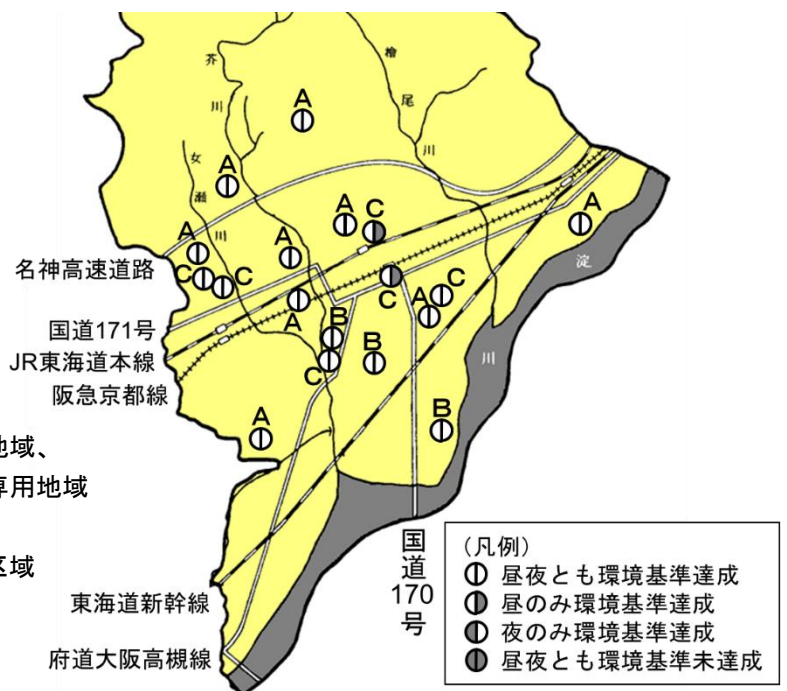 芥川
檜尾川
女瀬川
A
A
A
C
A
A
A
C
C
名神高速道路
淀川
C
C
A
A
B
国道171号
JR東海道本線
C
B
阪急京都線
A
B
地域、
専用地域
区域
国道170号
東海道新幹線
府道大阪高槻線
(凡例)
昼夜とも環境基準達成
昼のみ環境基準達成
夜のみ環境基準達成
昼夜とも環境基準未達成